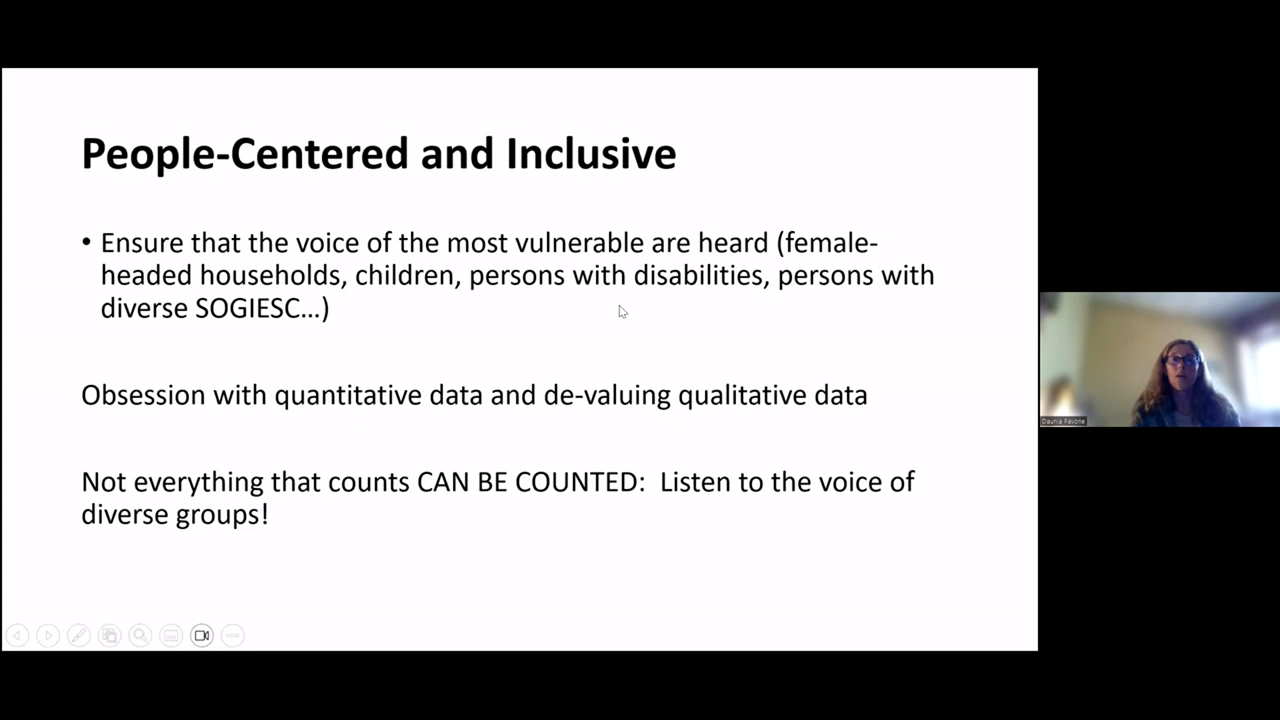 People-Centered and Inclusive
• Ensure that the voice of the most vulnerable are heard (female-
headed households, children, persons with disabilities, persons with
diverse SOGIESC...)
Obsession with quantitative data and de-valuing qualitative data
Not everything that counts CAN BE COUNTED:  Listen to the voice of
diverse groups!